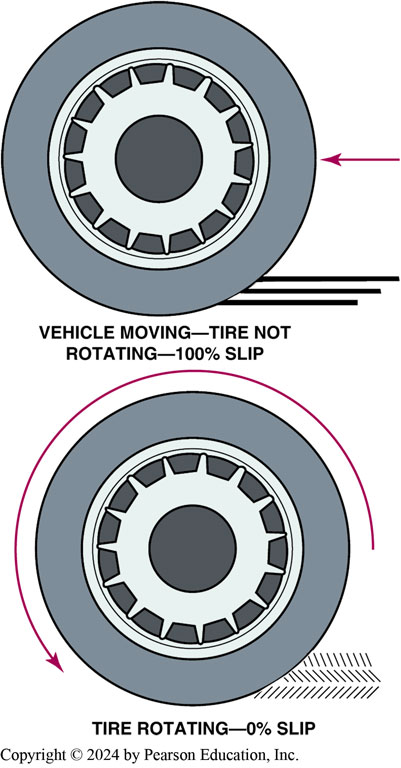 VEHICLE MOVING—TIRE NOT
ROTATING—100% SLIP
TIRE ROTATING—0% SLIP
Copyright © 2024 by Pearson Education, Inc.